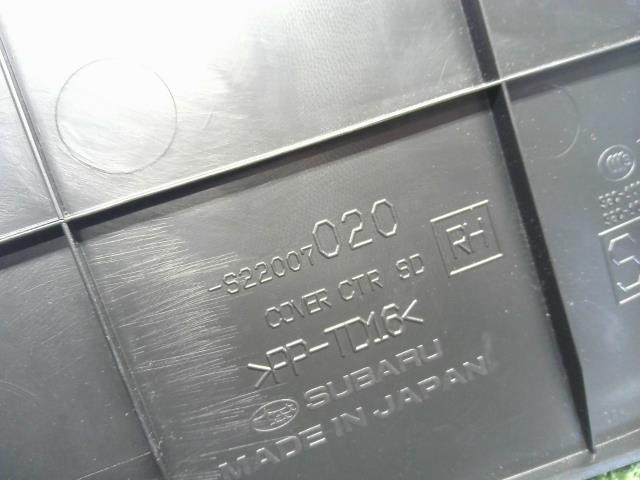 -S22007020
COVER CTR SD
RH
>PP-TD16<
SUBARU
MADE IN JAPAN